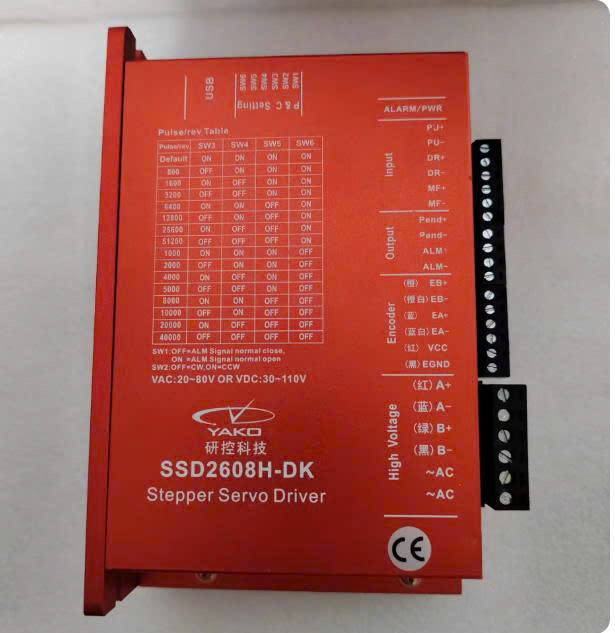 USB
SW6
SW5
SW4
SW3
SW2
SW1
P & C Setting
Pulse/rev Table
Pulse/rev SW3 SW4 SW5 SW6
Default ON ON ON ON
800 OFF ON ON ON
1600 ON OFF ON ON
3200 OFF OFF ON ON
6400 ON ON OFF ON
12800 OFF ON OFF ON
25600 ON OFF OFF ON
51200 OFF OFF OFF ON
1000 ON ON ON OFF
2000 OFF ON ON OFF
4000 ON OFF ON OFF
5000 OFF OFF ON OFF
8000 ON ON OFF OFF
10000 OFF ON OFF OFF
20000 ON OFF OFF OFF
40000 OFF OFF OFF OFF
SW1:OFF=ALM Signal normal close,
ON =ALM Signal normal open
SW2:OFF=CW,ON=CCW
VAC:20~80V OR VDC:30~110V
YAKO
研控科技
SSD2608H-DK
Stepper Servo Driver
ALARM/PWR
Input
PU+
PU-
DR+
DR-
MF+
MF-
Output
Pend+
Pend-
ALM+
ALM-
Encoder
(橙) EB+
(橙白) EB-
(蓝) EA+
(蓝白) EA-
(红) VCC
(黑) EGND
High Voltage
(红) A+
(蓝) A-
(绿) B+
(黑) B-
~AC
~AC
CE